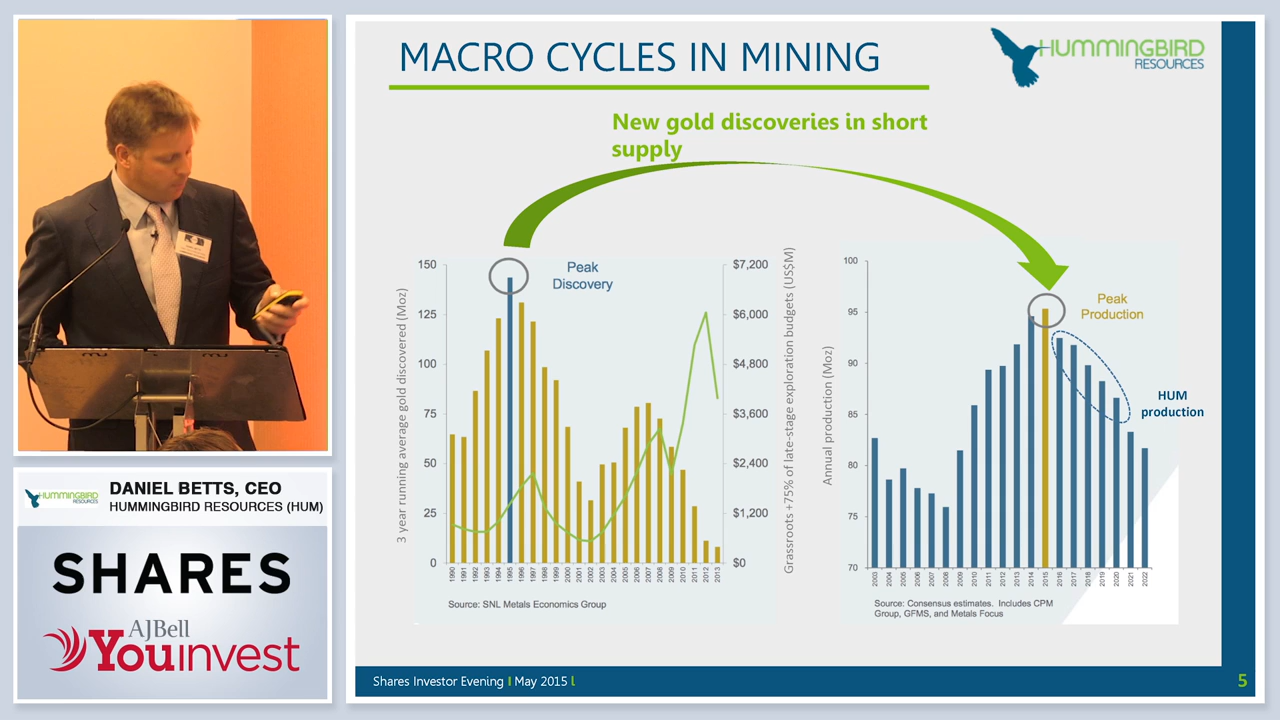 MACRO CYCLES IN MINING
HUMMINGBIRD
RESOURCES
New gold discoveries in short
supply
3 year running average gold discovered (Moz)
150
125
100
75
50
25
0
Peak
Discovery
$7,200
$6,000
$4,800
$3,600
$2,400
$1,200
$0
Grassroots +75% of late-stage exploration budgets (US$M)
1990 1991 1992 1993 1994 1995 1996 1997 1998 1999 2000 2001 2002 2003 2004 2005 2006 2007 2008 2009 2010 2011 2012 2013
Source: SNL Metals Economics Group
Annual production (Moz)
100
95
90
85
80
75
70
Peak
Production
HUM
production
2003 2004 2005 2006 2007 2008 2009 2010 2011 2012 2013 2014 2015 2016 2017 2018 2019 2020 2021 2022
Source: Consensus estimates. Includes CPM
Group, GFMS, and Metals Focus
Shares Investor Evening I May 2015 l
5
HUMMINGBIRD
RESOURCES
DANIEL BETTS, CEO
HUMMINGBIRD RESOURCES (HUM)
SHARES
AJBell
Youinvest